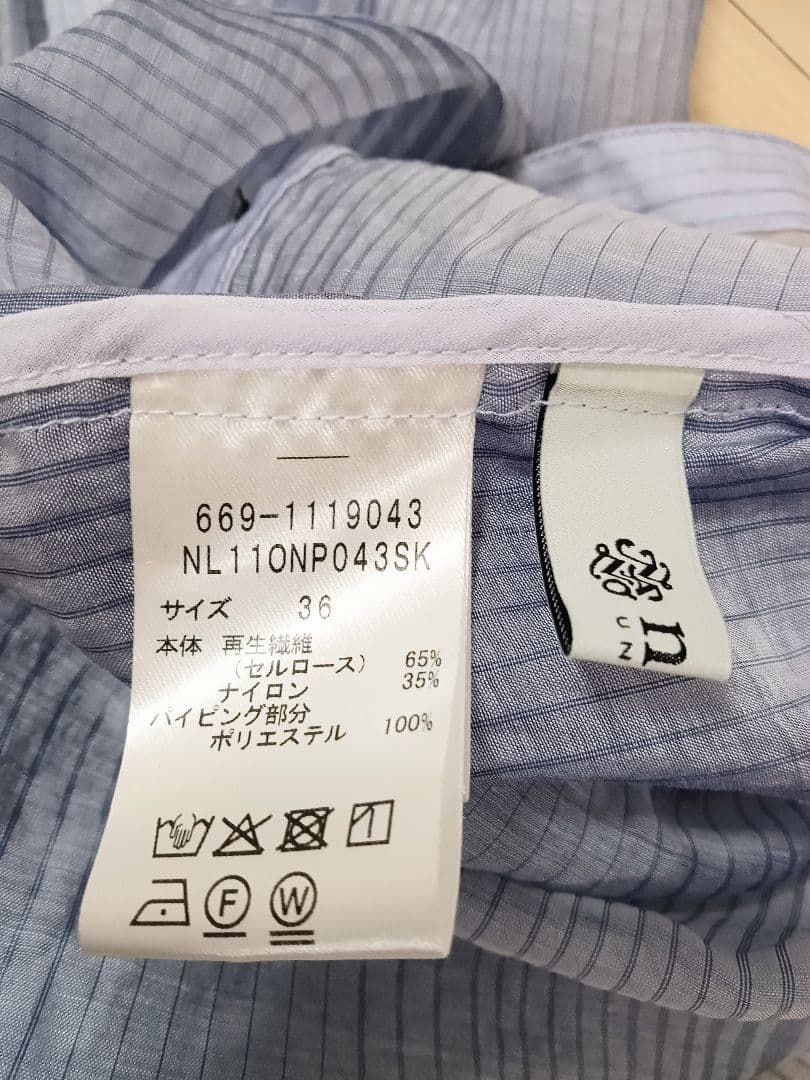 669-1119043
NL110NP043SK
サイズ 36
本体 再生繊維
(セルロース) 65%
ナイロン 35%
パイピング部分
ポリエステル 100%
F W
n